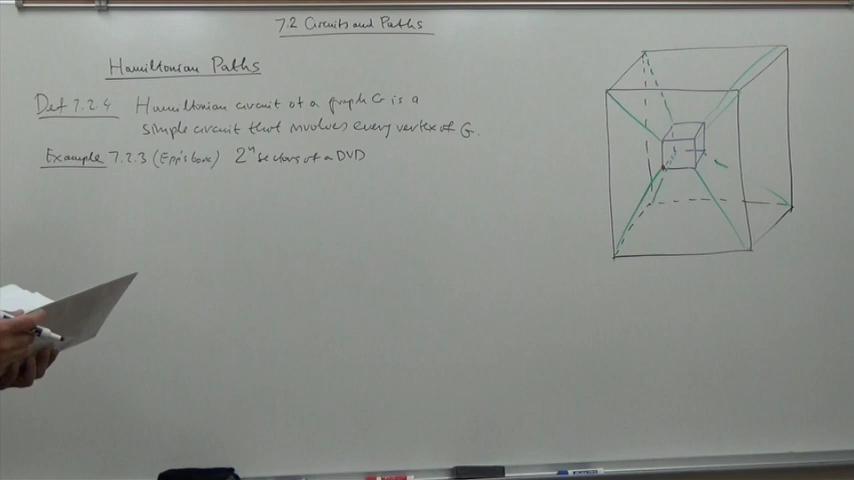 7.2 Circuits and Paths
Hamiltonian Paths
Def 7.2.4 Hamiltonian circuit of a graph G is a
simple circuit that involves every vertex of G.
Example 7.2.3 (Epp's book) 2⁴ sectors of a DVD